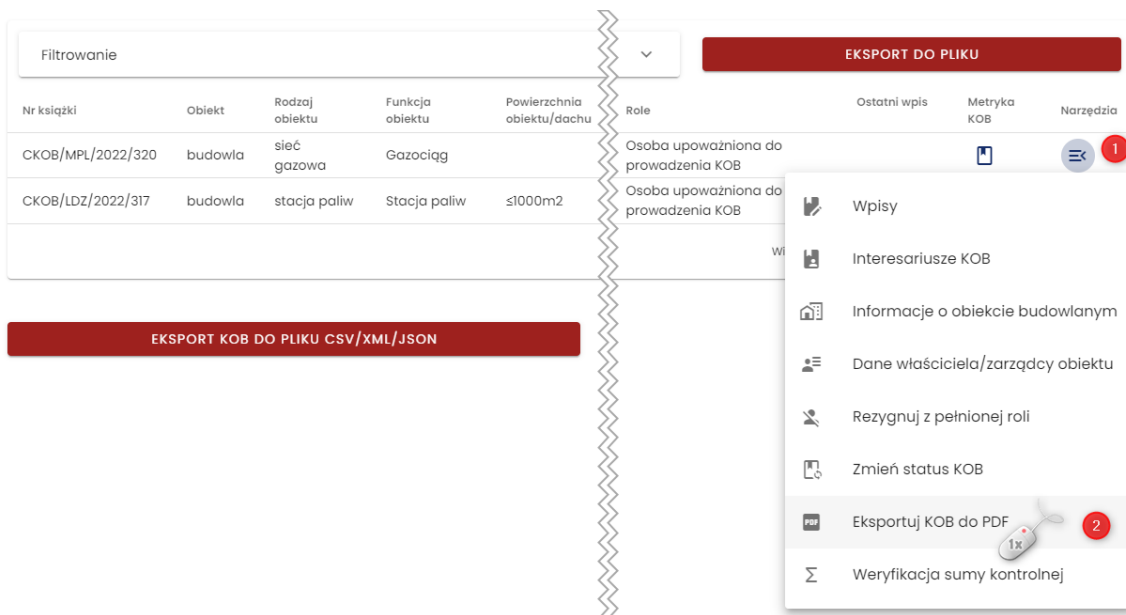 Filtrowanie
EKSPORT DO PLIKU
Nr książki Obiekt Rodzaj obiektu Funkcja obiektu Powierzchnia obiektu/dachu Role Ostatni wpis Metryka KOB Narzędzia
CKOB/MPL/2022/320 budowla sieć gazowa Gazociąg Osoba upoważniona do prowadzenia KOB 1
CKOB/LDZ/2022/317 budowla stacja paliw Stacja paliw ≤1000m2 Osoba upoważniona do prowadzenia KOB
Wi
EKSPORT KOB DO PLIKU CSV/XML/JSON
Wpisy
Interesariusze KOB
Informacje o obiekcie budowlanym
Dane właściciela/zarządcy obiektu
Rezygnuj z pełnionej roli
Zmień status KOB
PDF Eksportuj KOB do PDF 2
1x
Σ Weryfikacja sumy kontrolnej